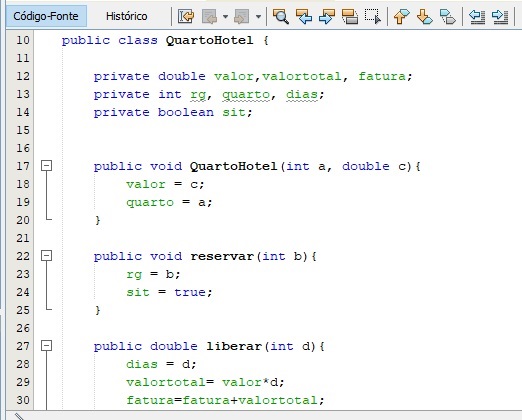 Código-Fonte Histórico
10 public class QuartoHotel {
11
12 private double valor,valortotal, fatura;
13 private int rg, quarto, dias;
14 private boolean sit;
15
16
17 public void QuartoHotel(int a, double c){
18 valor = c;
19 quarto = a;
20 }
21
22 public void reservar(int b){
23 rg = b;
24 sit = true;
25 }
26
27 public double liberar(int d){
28 dias = d;
29 valortotal= valor*d;
30 fatura=fatura+valortotal;